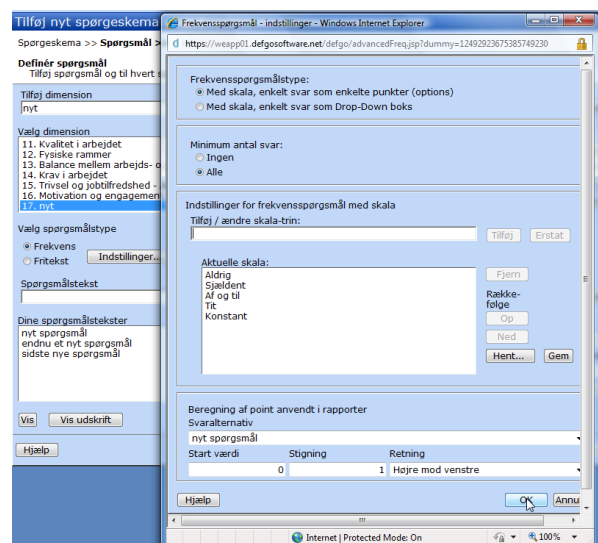 Tilføj nyt spørgeskema
Spørgeskema >> Spørgsmål >
Definér spørgsmål
Tilføj spørgsmål og til hvert s
Tilføj dimension
nyt
Vælg dimension
11. Kvalitet i arbejdet
12. Fysiske rammer
13. Balance mellem arbejds- o
14. Krav i arbejdet
15. Trivsel og jobtilfredshed -
16. Motivation og engagemen
17. nyt
Vælg spørgsmålstype
Frekvens
Fritekst
Indstillinger...
Spørgsmålstekst
Dine spørgsmålstekster
nyt spørgsmål
endnu et nyt spørgsmål
sidste nye spørgsmål
Vis
Vis udskrift
Hjælp
Frekvensspørgsmål - indstillinger - Windows Internet Explorer
https://weapp01.defgosoftware.net/defgo/advancedFreq.jsp?dummy=12492923675385749230
Frekvensspørgsmålstype:
Med skala, enkelt svar som enkelte punkter (options)
Med skala, enkelt svar som Drop-Down boks
Minimum antal svar:
Ingen
Alle
Indstillinger for frekvensspørgsmål med skala
Tilføj / ændre skala-trin:
Tilføj
Erstat
Aktuelle skala:
Aldrig
Sjældent
Af og til
Tit
Konstant
Fjern
Række-
følge
Op
Ned
Hent...
Gem
Beregning af point anvendt i rapporter
Svaralternativ
nyt spørgsmål
Start værdi
Stigning
Retning
0
1
Højre mod venstre
Hjælp
OK
Annu
Internet | Protected Mode: On
100%